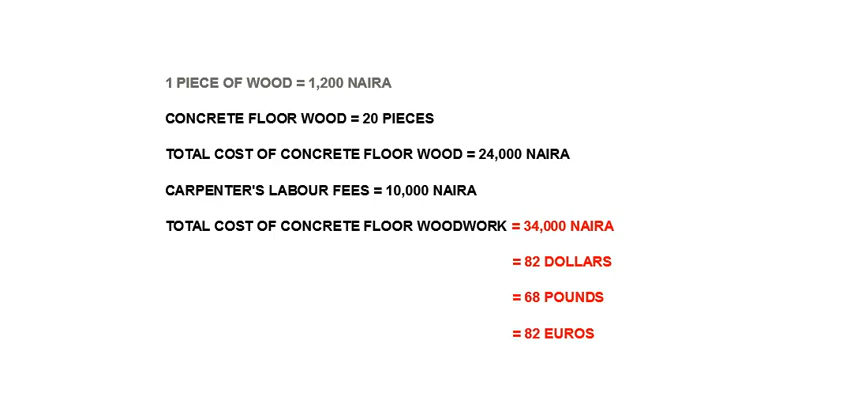 1 PIECE OF WOOD = 1,200 NAIRA
CONCRETE FLOOR WOOD = 20 PIECES
TOTAL COST OF CONCRETE FLOOR WOOD = 24,000 NAIRA
CARPENTER'S LABOUR FEES = 10,000 NAIRA
TOTAL COST OF CONCRETE FLOOR WOODWORK = 34,000 NAIRA
= 82 DOLLARS
= 68 POUNDS
= 82 EUROS